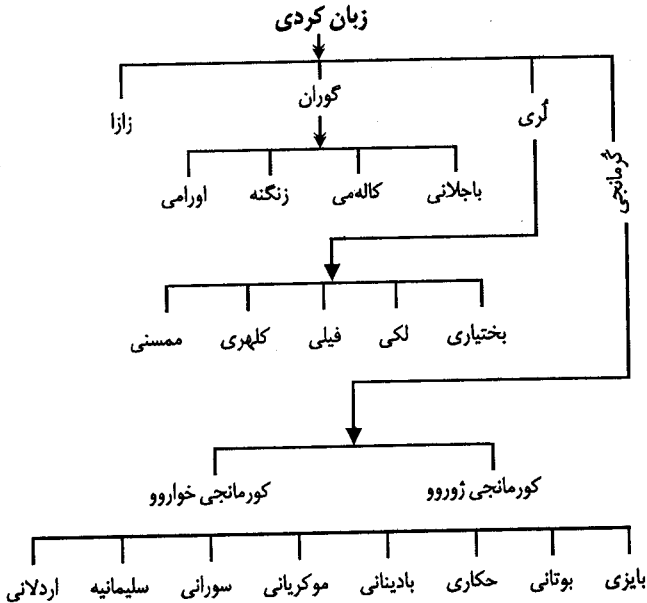 زبان کردی
کُرمانجی
لُری
گوران
زازا
باجلانی کاله‌می زنگنه اورامی
بختیاری لکی فیلی کلهری ممسنی
کورمانجی ژوروو کورمانجی خواروو
بایزی بوتانی حکاری بادینانی موکریانی سورانی سلیمانیه اردلانی